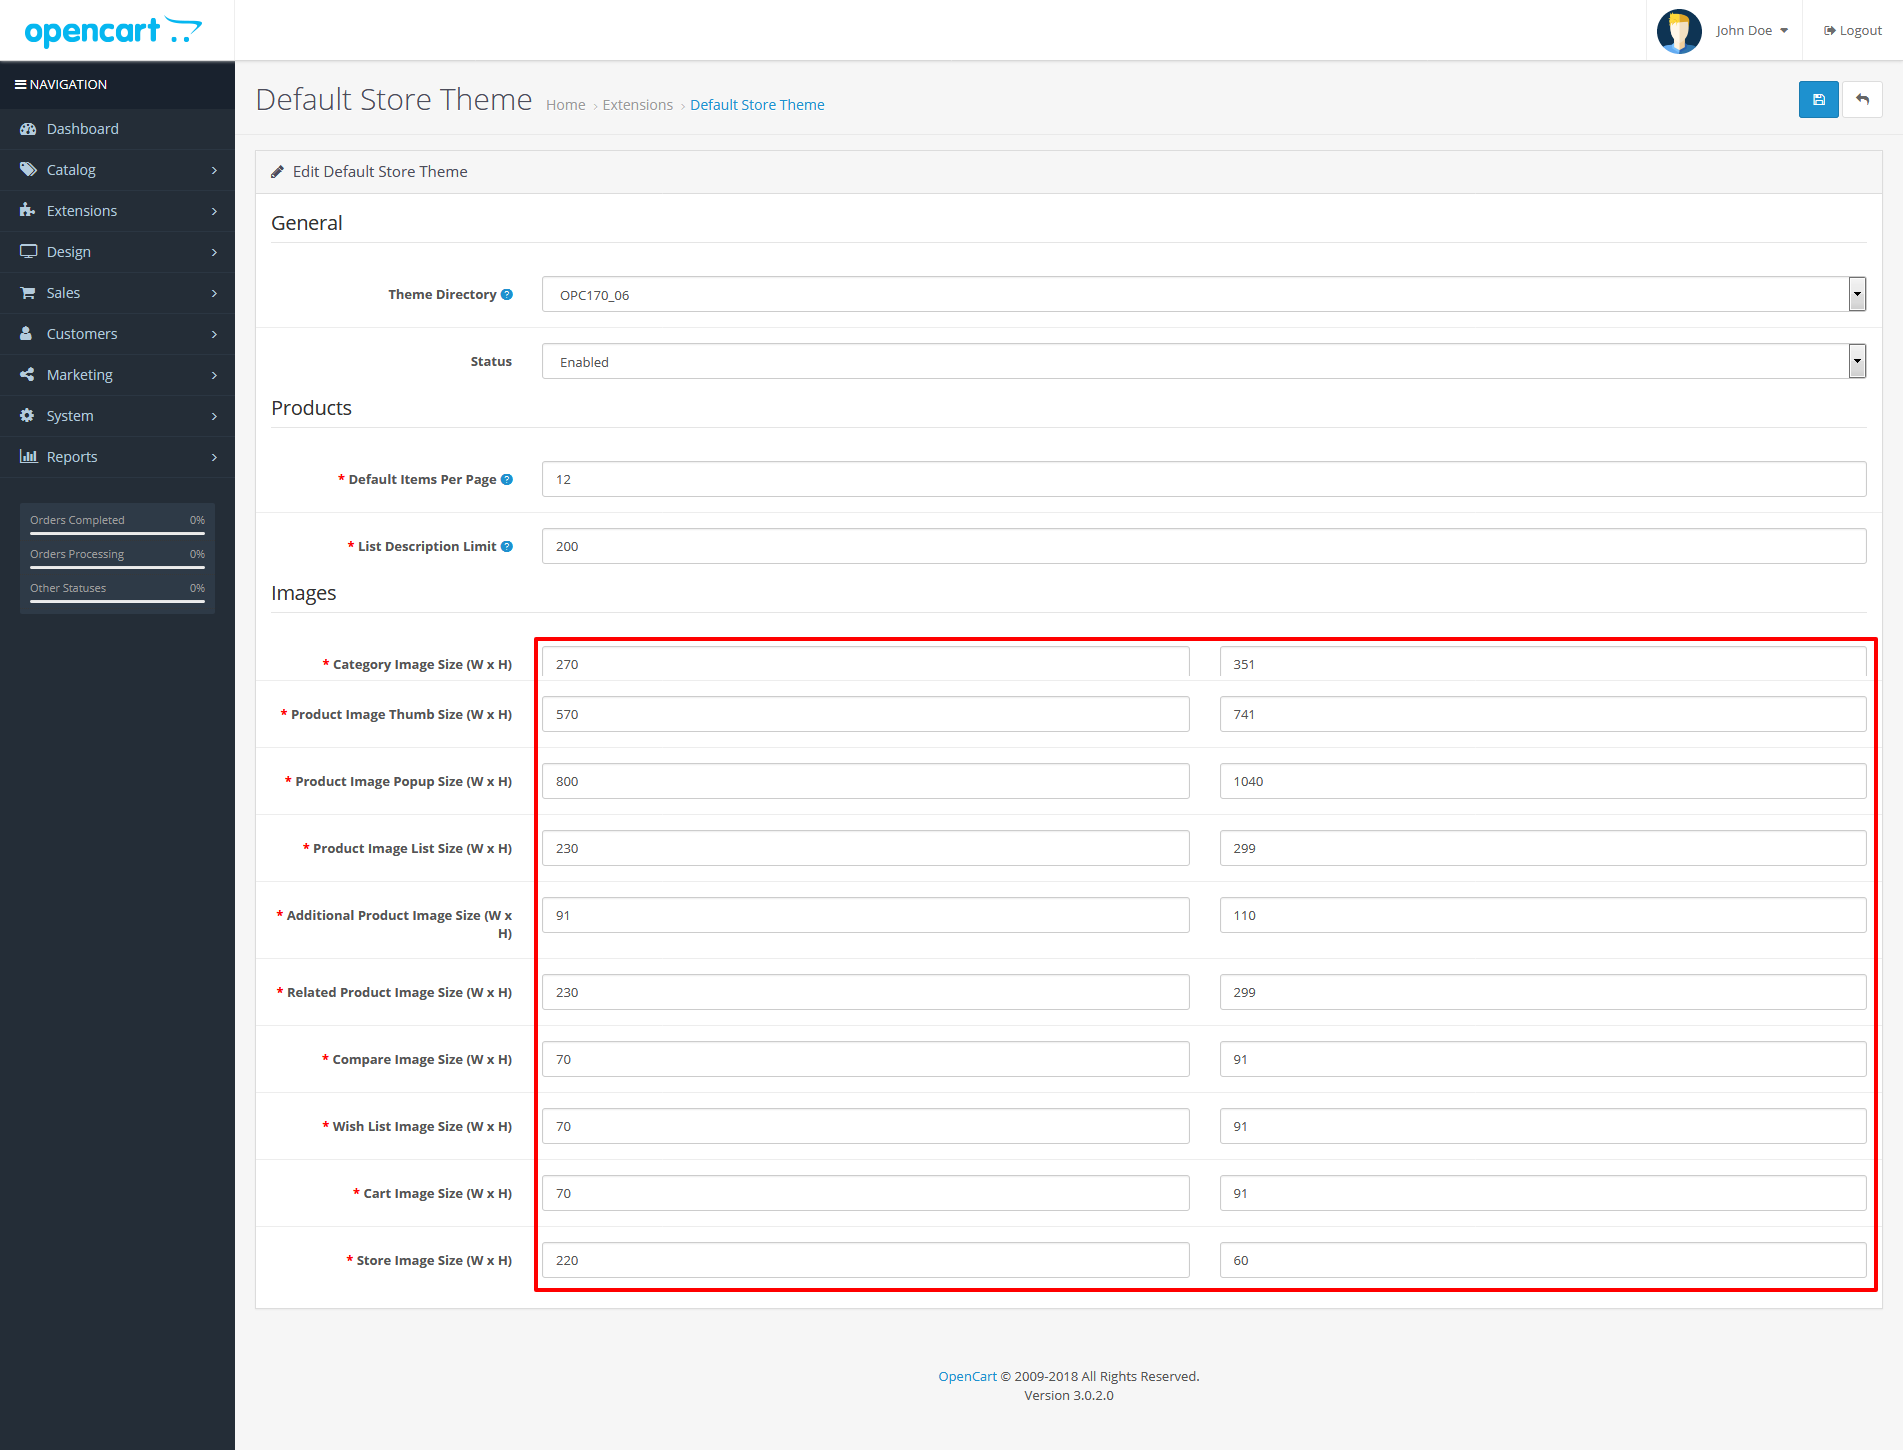 opencart
John Doe
Logout
NAVIGATION
Dashboard
Catalog
Extensions
Design
Sales
Customers
Marketing
System
Reports
Orders Completed 0%
Orders Processing 0%
Other Statuses 0%
Default Store Theme
Home › Extensions › Default Store Theme
Edit Default Store Theme
General
Theme Directory ? OPC170_06
Status Enabled
Products
* Default Items Per Page ? 12
* List Description Limit ? 200
Images
* Category Image Size (W x H) 270 351
* Product Image Thumb Size (W x H) 570 741
* Product Image Popup Size (W x H) 800 1040
* Product Image List Size (W x H) 230 299
* Additional Product Image Size (W x 91 110
H)
* Related Product Image Size (W x H) 230 299
* Compare Image Size (W x H) 70 91
* Wish List Image Size (W x H) 70 91
* Cart Image Size (W x H) 70 91
* Store Image Size (W x H) 220 60
OpenCart © 2009-2018 All Rights Reserved.
Version 3.0.2.0